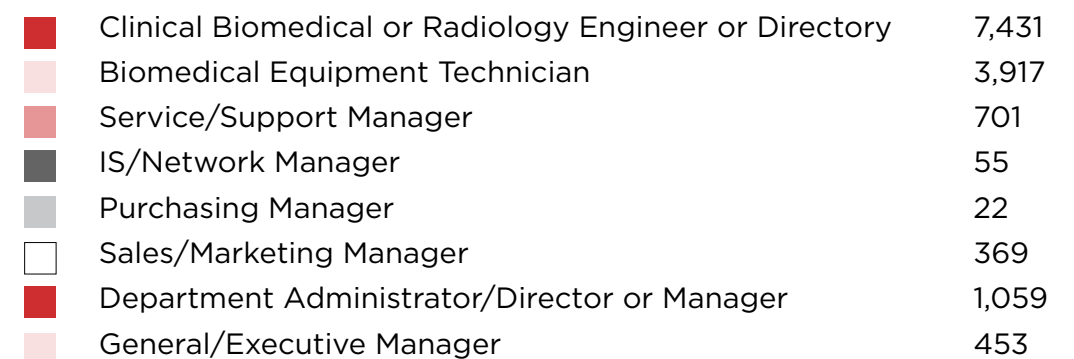 Clinical Biomedical or Radiology Engineer or Directory 7,431
Biomedical Equipment Technician 3,917
Service/Support Manager 701
IS/Network Manager 55
Purchasing Manager 22
Sales/Marketing Manager 369
Department Administrator/Director or Manager 1,059
General/Executive Manager 453